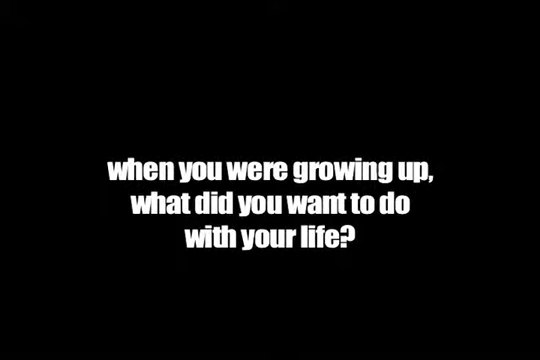 when you were growing up,
what did you want to do
with your life?